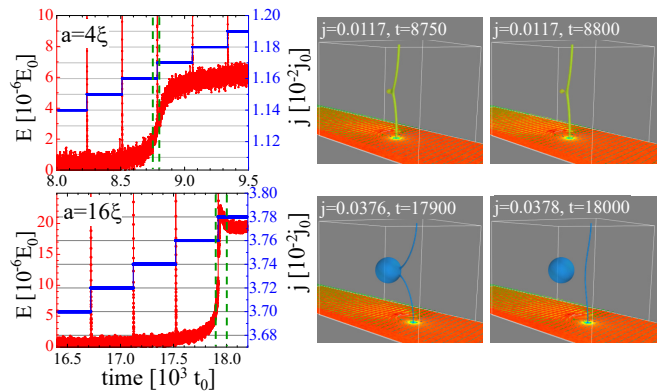 a=4ξ
E [10⁻⁶E₀]
10
8
6
4
2
0
8.0 8.5 9.0 9.5
1.20
1.18
1.16
1.14
1.12
j [10⁻²j₀]
j=0.0117, t=8750
j=0.0117, t=8800
a=16ξ
E [10⁻⁶E₀]
20
15
10
5
0
16.5 17.0 17.5 18.0
time [10³ t₀]
3.80
3.78
3.76
3.74
3.72
3.70
3.68
j [10⁻²j₀]
j=0.0376, t=17900
j=0.0378, t=18000